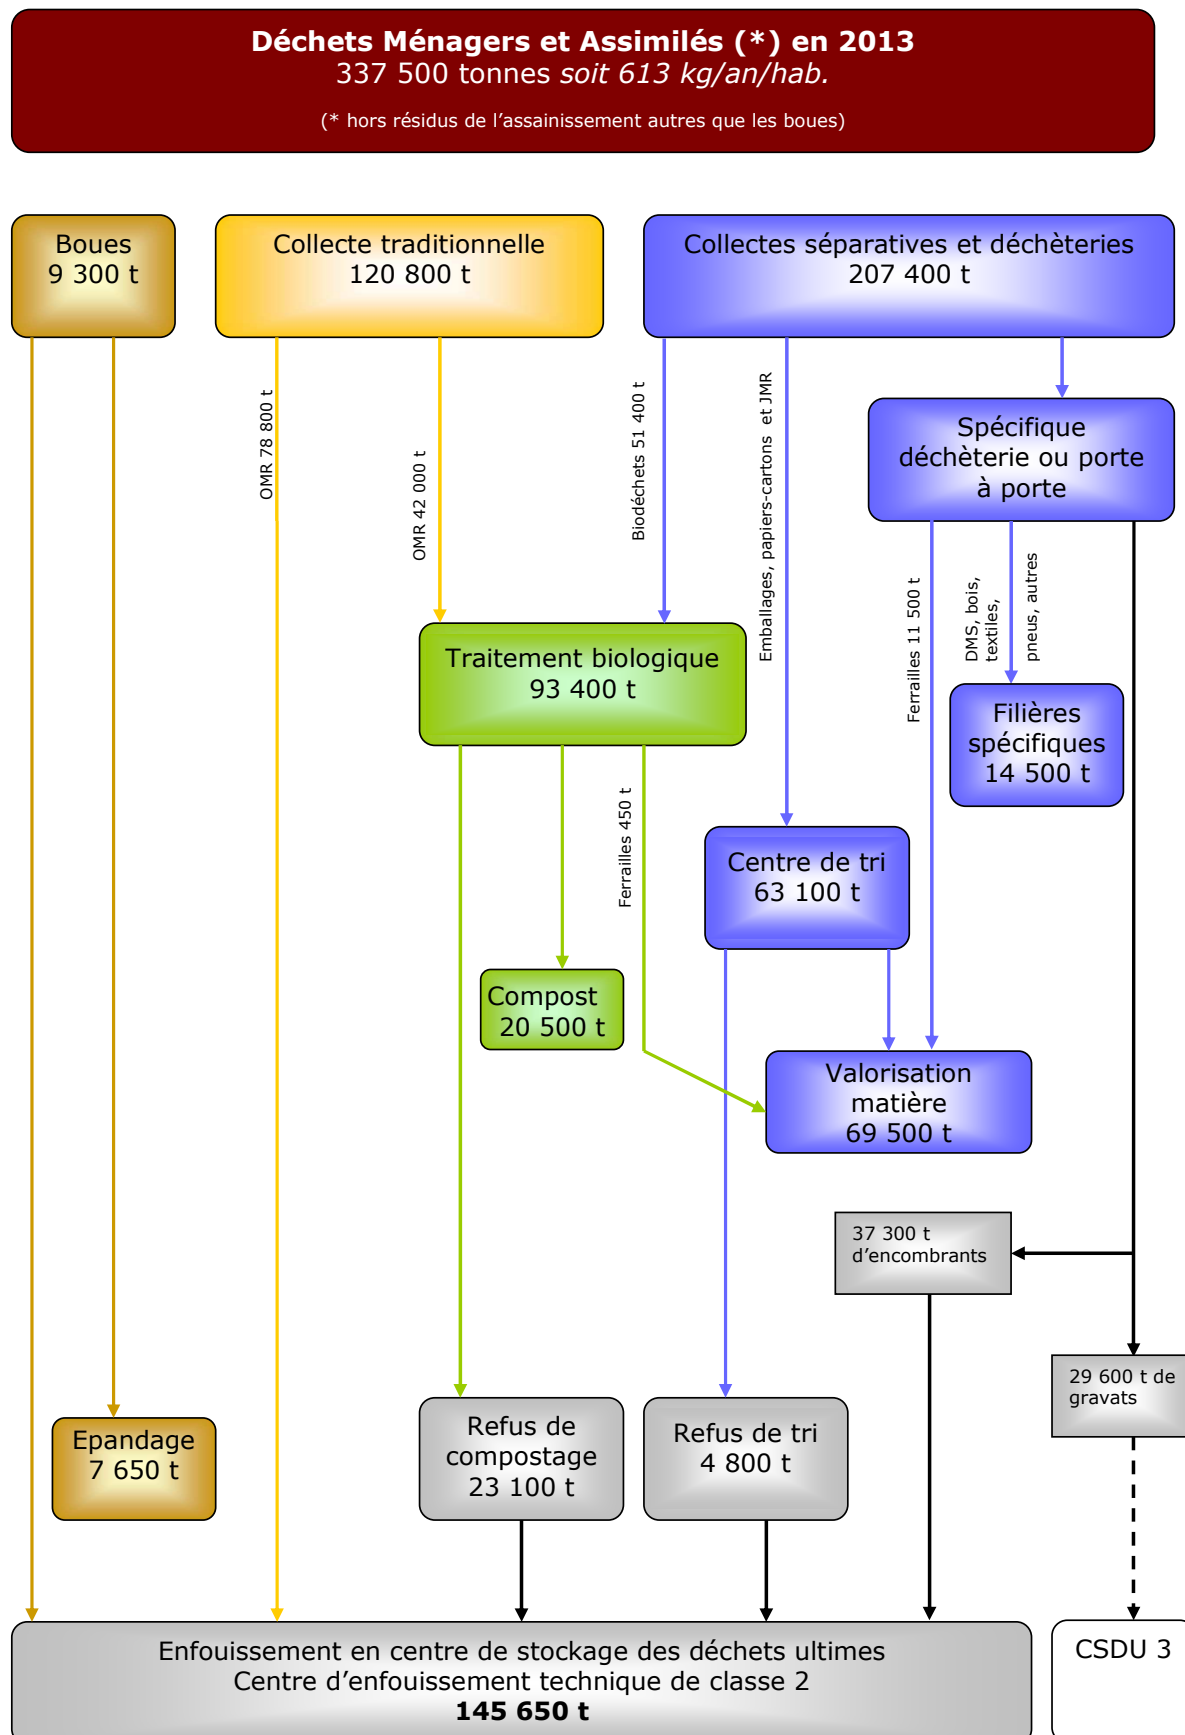 Déchets Ménagers et Assimilés (*) en 2013
337 500 tonnes soit 613 kg/an/hab.
(* hors résidus de l’assainissement autres que les boues)
Boues
9 300 t
Collecte traditionnelle
120 800 t
Collectes séparatives et déchèteries
207 400 t
OMR 78 800 t
OMR 42 000 t
Biodéchets 51 400 t
Emballages, papiers-cartons et JMR
Spécifique
déchèterie ou porte
à porte
Ferrailles 11 500 t
DMS, bois,
textiles,
pneus, autres
Traitement biologique
93 400 t
Filières
spécifiques
14 500 t
Ferrailles 450 t
Centre de tri
63 100 t
Compost
20 500 t
Valorisation
matière
69 500 t
37 300 t
d’encombrants
29 600 t de
gravats
Epandage
7 650 t
Refus de
compostage
23 100 t
Refus de tri
4 800 t
Enfouissement en centre de stockage des déchets ultimes
Centre d’enfouissement technique de classe 2
145 650 t
CSDU 3